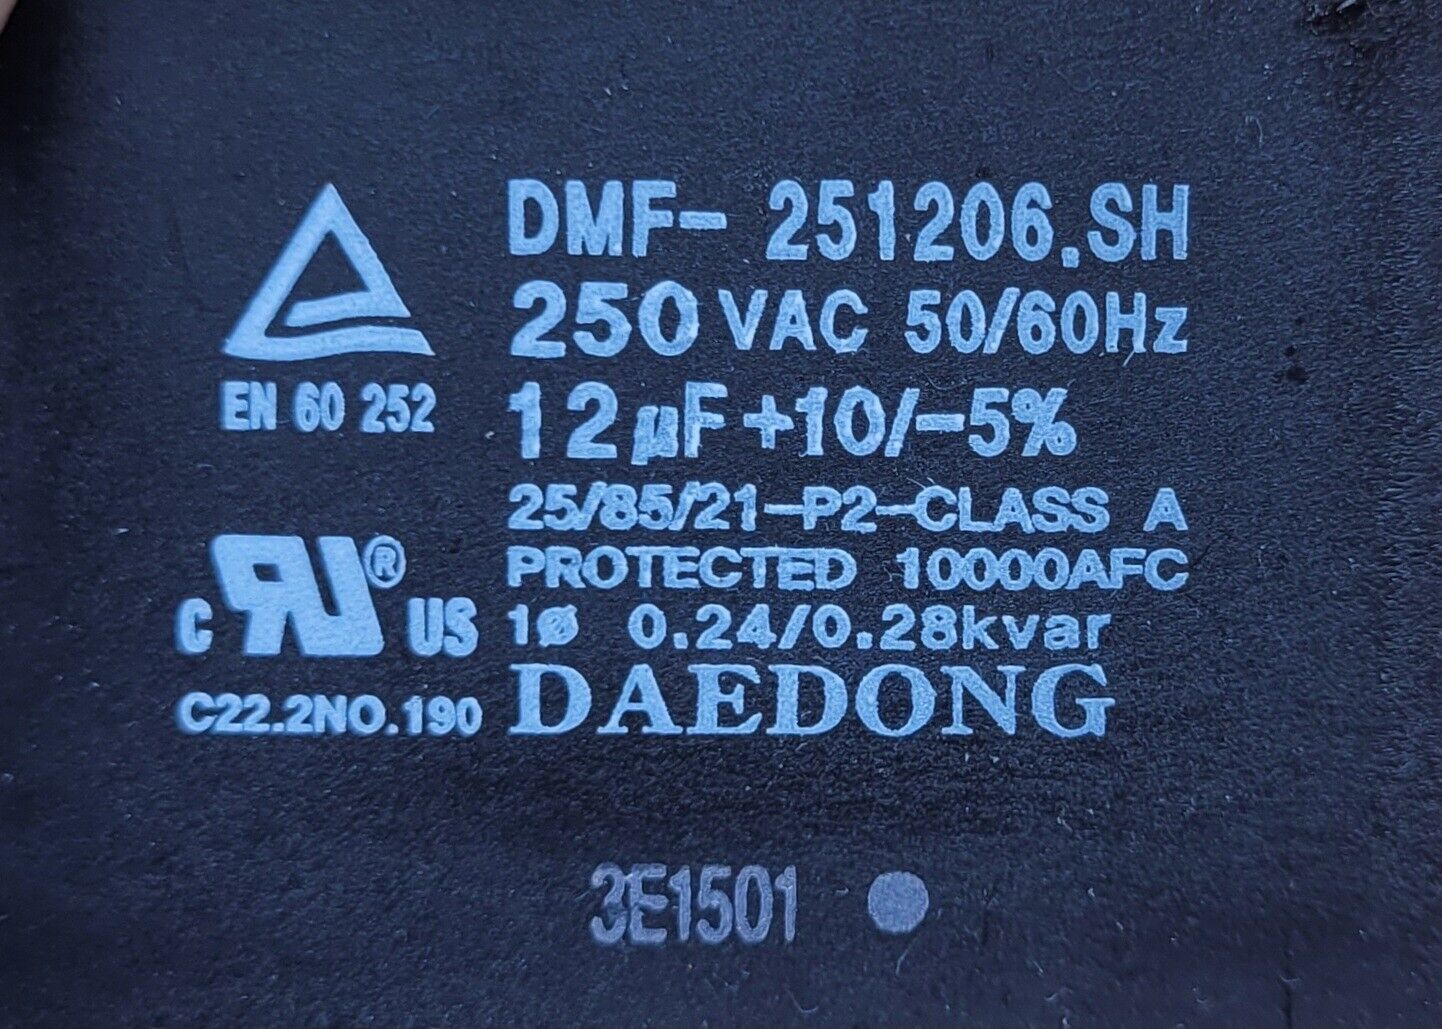 DMF- 251206.SH
250 VAC 50/60Hz
EN 60 252
12 µF +10/-5%
25/85/21-P2-CLASS A
PROTECTED 10000AFC
c RU ® US
1ø 0.24/0.28kvar
C22.2NO.190
DAEDONG
3E1501